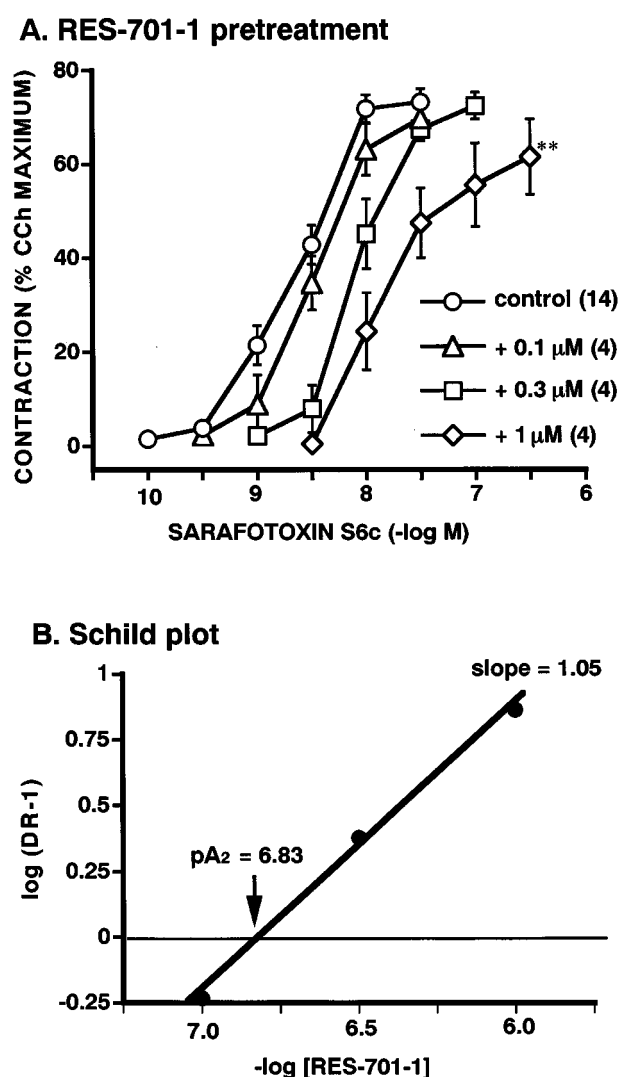 A. RES-701-1 pretreatment
CONTRACTION (% CCh MAXIMUM)
80
60
40
20
0
**
control (14)
+ 0.1 μM (4)
+ 0.3 μM (4)
+ 1 μM (4)
10 9 8 7 6
SARAFOTOXIN S6c (-log M)
B. Schild plot
slope = 1.05
log (DR-1)
1
0.75
0.5
0.25
0
-0.25
pA₂ = 6.83
7.0 6.5 6.0
-log [RES-701-1]